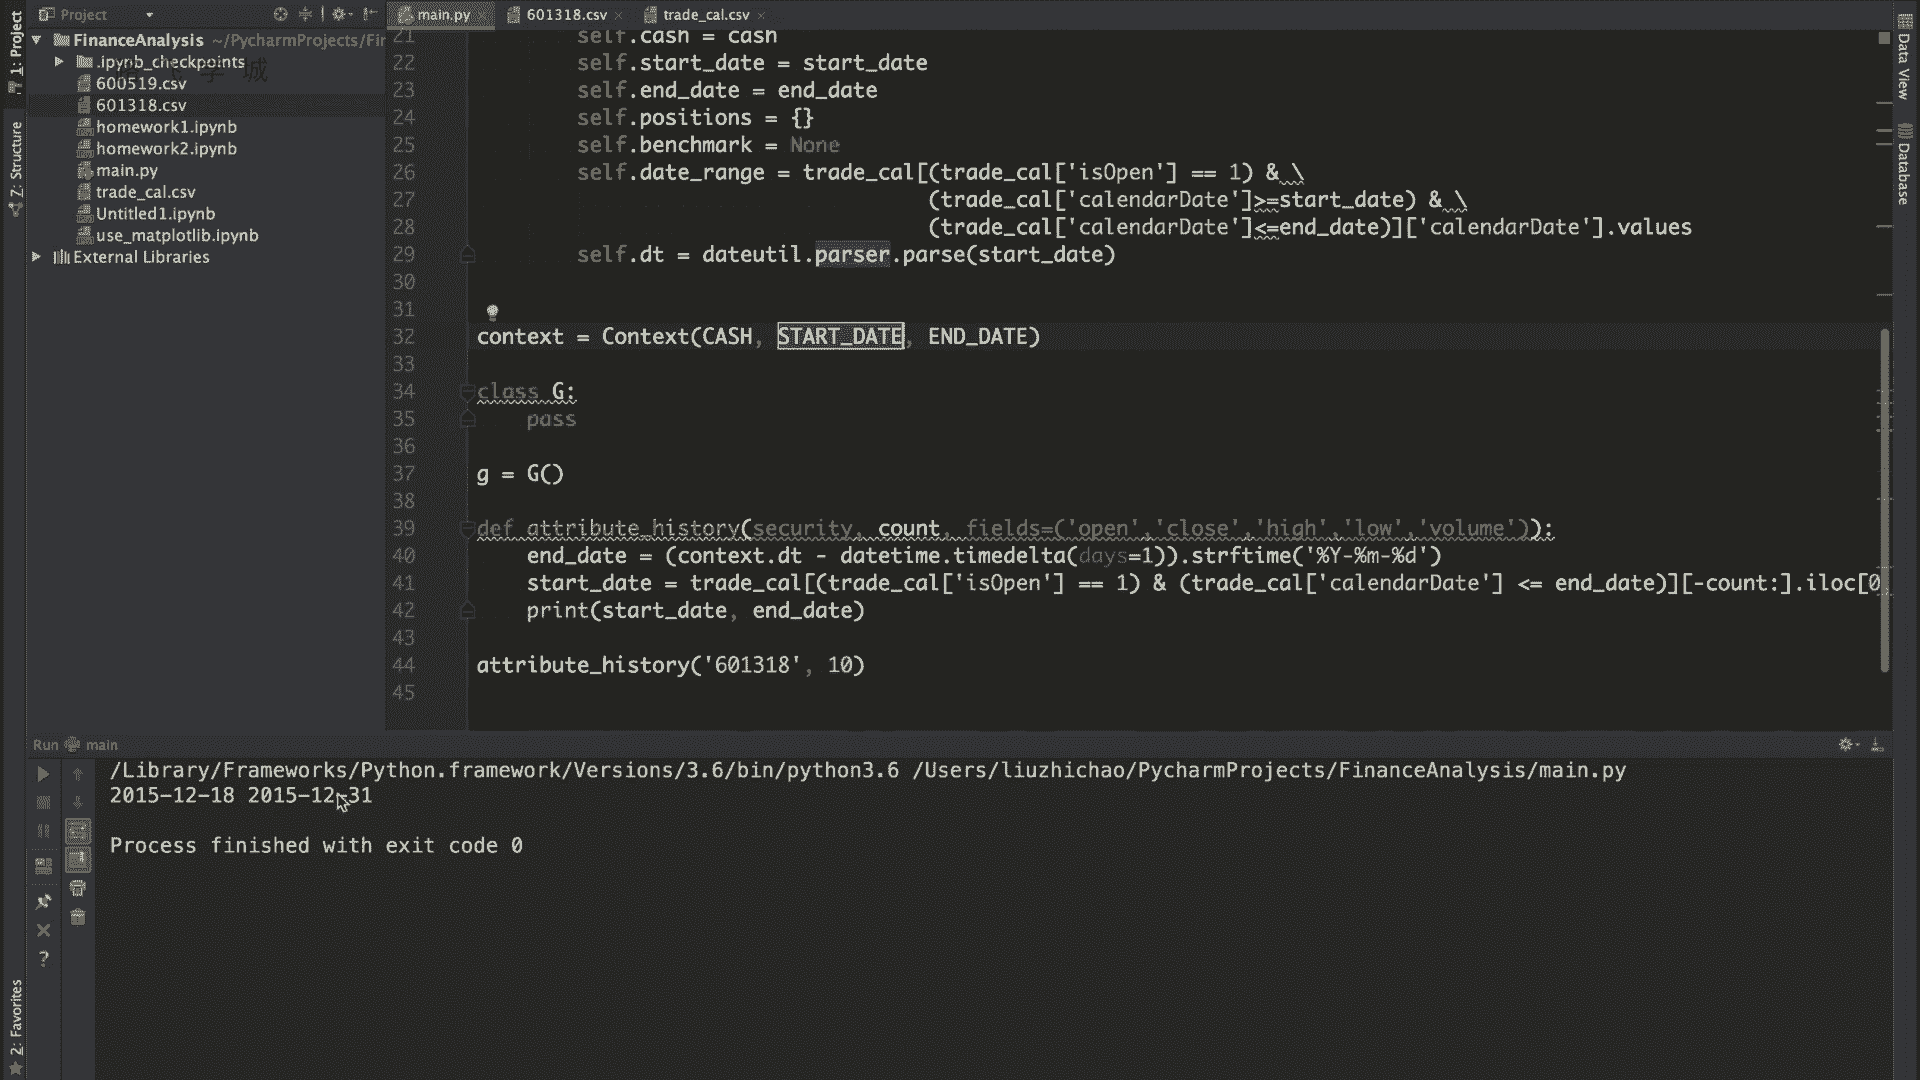 Project
main.py
601318.csv
trade_cal.csv
1: Project
Z: Structure
2: Favorites
Data View
Database
FinanceAnalysis ~/PycharmProjects/Fir
.ipynb_checkpoints
城
600519.csv
601318.csv
homework1.ipynb
homework2.ipynb
main.py
trade_cal.csv
Untitled1.ipynb
use_matplotlib.ipynb
External Libraries
21 self.cash = cash
22 self.start_date = start_date
23 self.end_date = end_date
24 self.positions = {}
25 self.benchmark = None
26 self.date_range = trade_cal[(trade_cal['isOpen'] == 1) & \
27 (trade_cal['calendarDate']>=start_date) & \
28 (trade_cal['calendarDate']<=end_date)]['calendarDate'].values
29 self.dt = dateutil.parser.parse(start_date)
30
31
32 context = Context(CASH, START_DATE, END_DATE)
33
34 class G:
35 pass
36
37 g = G()
38
39 def attribute_history(security, count, fields=('open','close','high','low','volume')):
40 end_date = (context.dt - datetime.timedelta(days=1)).strftime('%Y-%m-%d')
41 start_date = trade_cal[(trade_cal['isOpen'] == 1) & (trade_cal['calendarDate'] <= end_date)][-count:].iloc[0,
42 print(start_date, end_date)
43
44 attribute_history('601318', 10)
45
Run main
/Library/Frameworks/Python.framework/Versions/3.6/bin/python3.6 /Users/liuzhichao/PycharmProjects/FinanceAnalysis/main.py
2015-12-18 2015-12-31
Process finished with exit code 0